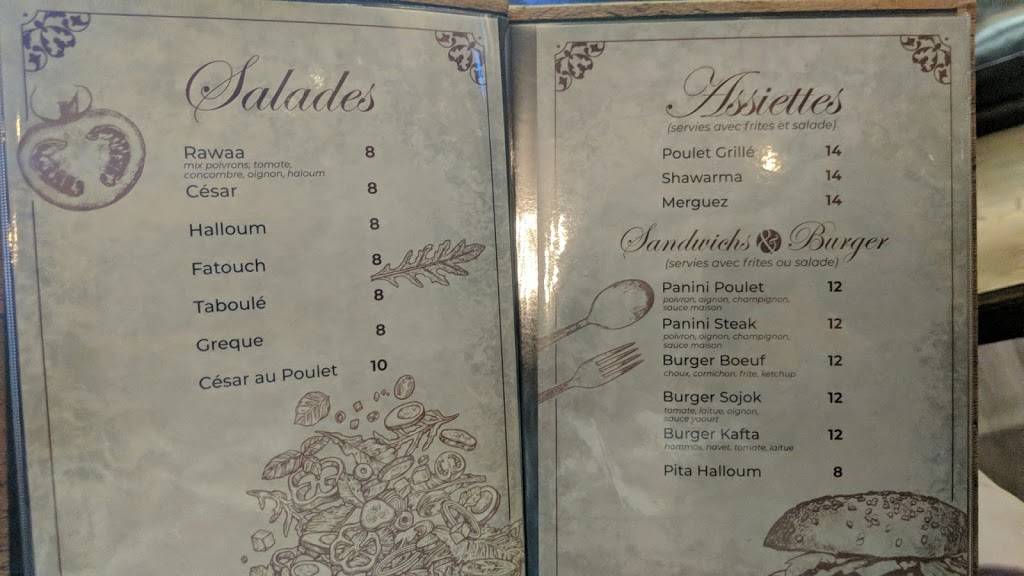 Salades
Rawaa 8
mix poivrons, tomate,
concombre, oignon, haloum
César 8
Halloum 8
Fatouch 8
Taboulé 8
Greque 8
César au Poulet 10
Assiettes
(servies avec frites et salade)
Poulet Grillé 14
Shawarma 14
Merguez 14
Sandwichs & Burger
(servies avec frites ou salade)
Panini Poulet 12
poivron, oignon, champignon,
sauce maison
Panini Steak 12
poivron, oignon, champignon,
sauce maison
Burger Boeuf 12
choux, cornichon, frite, ketchup
Burger Sojok 12
tomate, laitue, oignon,
sauce yaourt
Burger Kafta 12
hommos, navet, tomate, laitue
Pita Halloum 8